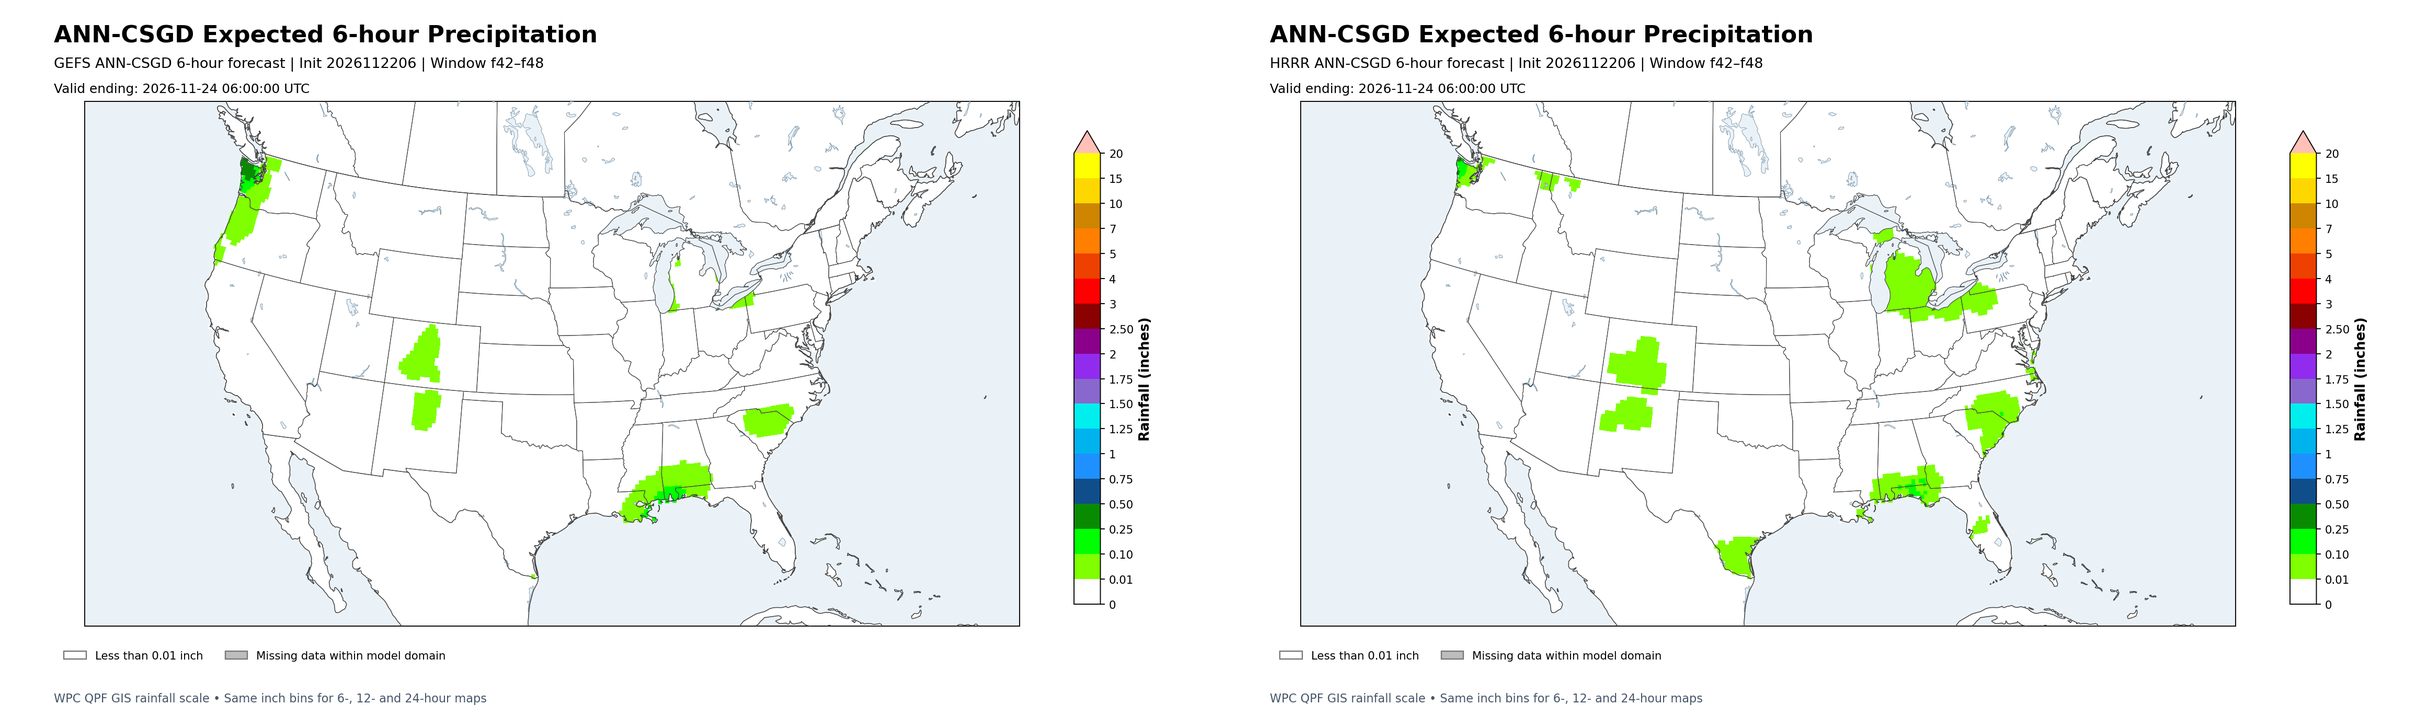 ANN-CSGD Expected 6-hour Precipitation
GEFS ANN-CSGD 6-hour forecast | Init 2026112206 | Window f42–f48
Valid ending: 2026-11-24 06:00:00 UTC
20
15
10
7
5
4
3
2.50
2
1.75
1.50
1.25
1
0.75
0.50
0.25
0.10
0.01
0
Rainfall (inches)
Less than 0.01 inch
Missing data within model domain
WPC QPF GIS rainfall scale • Same inch bins for 6-, 12- and 24-hour maps
ANN-CSGD Expected 6-hour Precipitation
HRRR ANN-CSGD 6-hour forecast | Init 2026112206 | Window f42–f48
Valid ending: 2026-11-24 06:00:00 UTC
20
15
10
7
5
4
3
2.50
2
1.75
1.50
1.25
1
0.75
0.50
0.25
0.10
0.01
0
Rainfall (inches)
Less than 0.01 inch
Missing data within model domain
WPC QPF GIS rainfall scale • Same inch bins for 6-, 12- and 24-hour maps